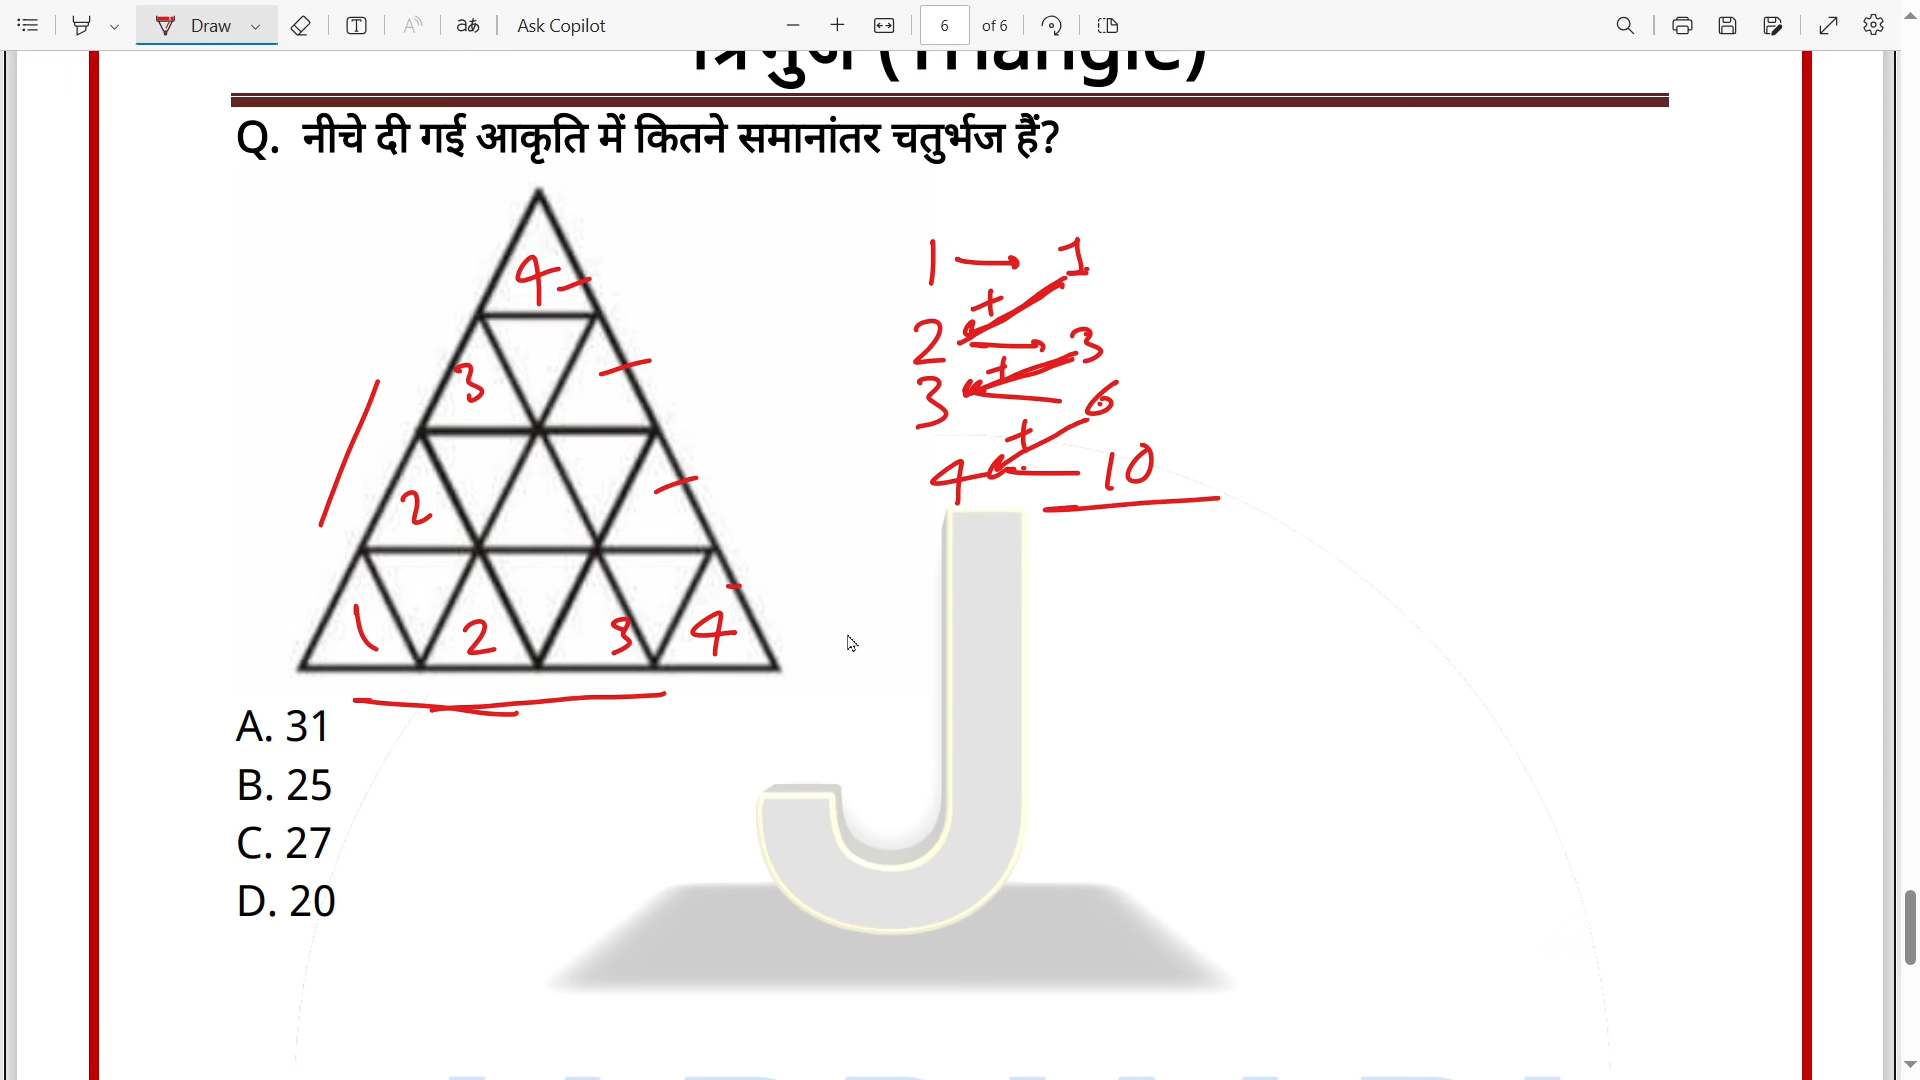 Draw
Ask Copilot
6 of 6
त्रिभुज (Triangle)
Q. नीचे दी गई आकृति में कितने समानांतर चतुर्भज हैं?
4
3
2
1 2 3 4
1 → 1
+
2 → 3
+
3 6
+
4 10
A. 31
B. 25
C. 27
D. 20